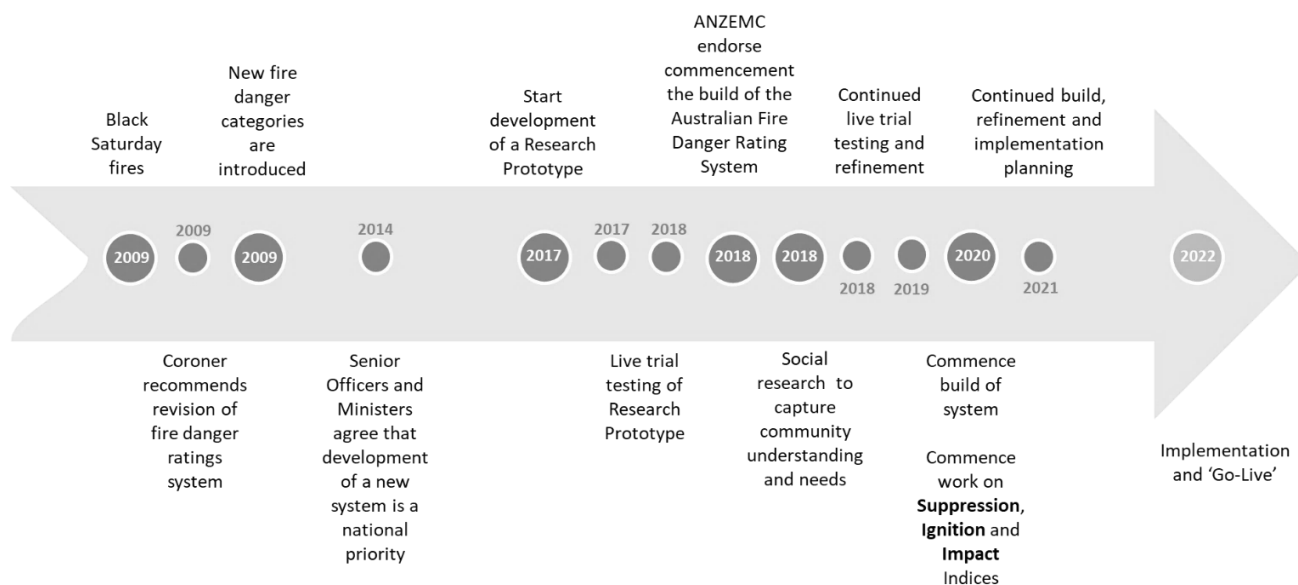 Black
Saturday
fires
New fire
danger
categories
are
introduced
Start
development
of a Research
Prototype
ANZEMC
endorse
commencement
the build of the
Australian Fire
Danger Rating
System
Continued
live trial
testing and
refinement
Continued build,
refinement and
implementation
planning
2009
2009
2009
2014
2017
2017
2018
2018
2018
2018
2019
2020
2021
2022
Coroner
recommends
revision of
fire danger
ratings
system
Senior
Officers and
Ministers
agree that
development
of a new
system is a
national
priority
Live trial
testing of
Research
Prototype
Social
research to
capture
community
understanding
and needs
Commence
build of
system
Commence
work on
Suppression,
Ignition and
Impact
Indices
Implementation
and ‘Go-Live’